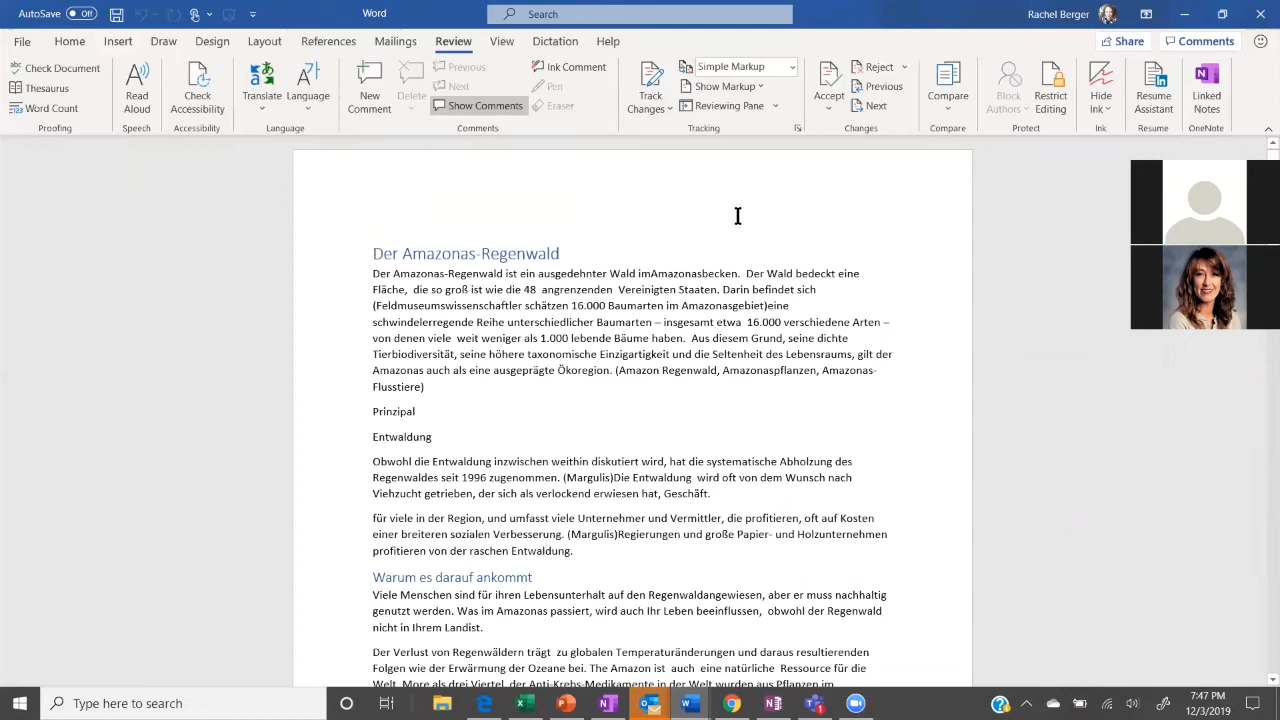 AutoSave Off Word Search Rachel Berger
File Home Insert Draw Design Layout References Mailings Review View Dictation Help Share Comments
Check Document
Thesaurus
Word Count
Proofing
Read Aloud
Speech
Check Accessibility
Accessibility
Translate
Language
Language
New Comment
Delete
Previous
Next
Show Comments
Ink Comment
Pen
Eraser
Comments
Track Changes
Simple Markup
Show Markup
Reviewing Pane
Tracking
Accept
Reject
Previous
Next
Changes
Compare
Compare
Block Authors
Restrict Editing
Protect
Hide Ink
Ink
Resume Assistant
Resume
Linked Notes
OneNote
Der Amazonas-Regenwald
Der Amazonas-Regenwald ist ein ausgedehnter Wald imAmazonasbecken. Der Wald bedeckt eine
Fläche, die so groß ist wie die 48 angrenzenden Vereinigten Staaten. Darin befindet sich
(Feldmuseumswissenschaftler schätzen 16.000 Baumarten im Amazonasgebiet)eine
schwindelerregende Reihe unterschiedlicher Baumarten – insgesamt etwa 16.000 verschiedene Arten –
von denen viele weit weniger als 1.000 lebende Bäume haben. Aus diesem Grund, seine dichte
Tierbiodiversität, seine höhere taxonomische Einzigartigkeit und die Seltenheit des Lebensraums, gilt der
Amazonas auch als eine ausgeprägte Ökoregion. (Amazon Regenwald, Amazonaspflanzen, Amazonas-
Flusstiere)
Prinzipal
Entwaldung
Obwohl die Entwaldung inzwischen weithin diskutiert wird, hat die systematische Abholzung des
Regenwaldes seit 1996 zugenommen. (Margulis)Die Entwaldung wird oft von dem Wunsch nach
Viehzucht getrieben, der sich als verlockend erwiesen hat, Geschäft.
für viele in der Region, und umfasst viele Unternehmer und Vermittler, die profitieren, oft auf Kosten
einer breiteren sozialen Verbesserung. (Margulis)Regierungen und große Papier- und Holzunternehmen
profitieren von der raschen Entwaldung.
Warum es darauf ankommt
Viele Menschen sind für ihren Lebensunterhalt auf den Regenwaldangewiesen, aber er muss nachhaltig
genutzt werden. Was im Amazonas passiert, wird auch Ihr Leben beeinflussen, obwohl der Regenwald
nicht in Ihrem Landist.
Der Verlust von Regenwäldern trägt zu globalen Temperaturänderungen und daraus resultierenden
Folgen wie der Erwärmung der Ozeane bei. The Amazon ist auch eine natürliche Ressource für die
Welt. More als drei Viertel der Anti-Krebs-Medikamente in der Welt wurden aus Pflanzen im
Type here to search
7:47 PM
12/3/2019